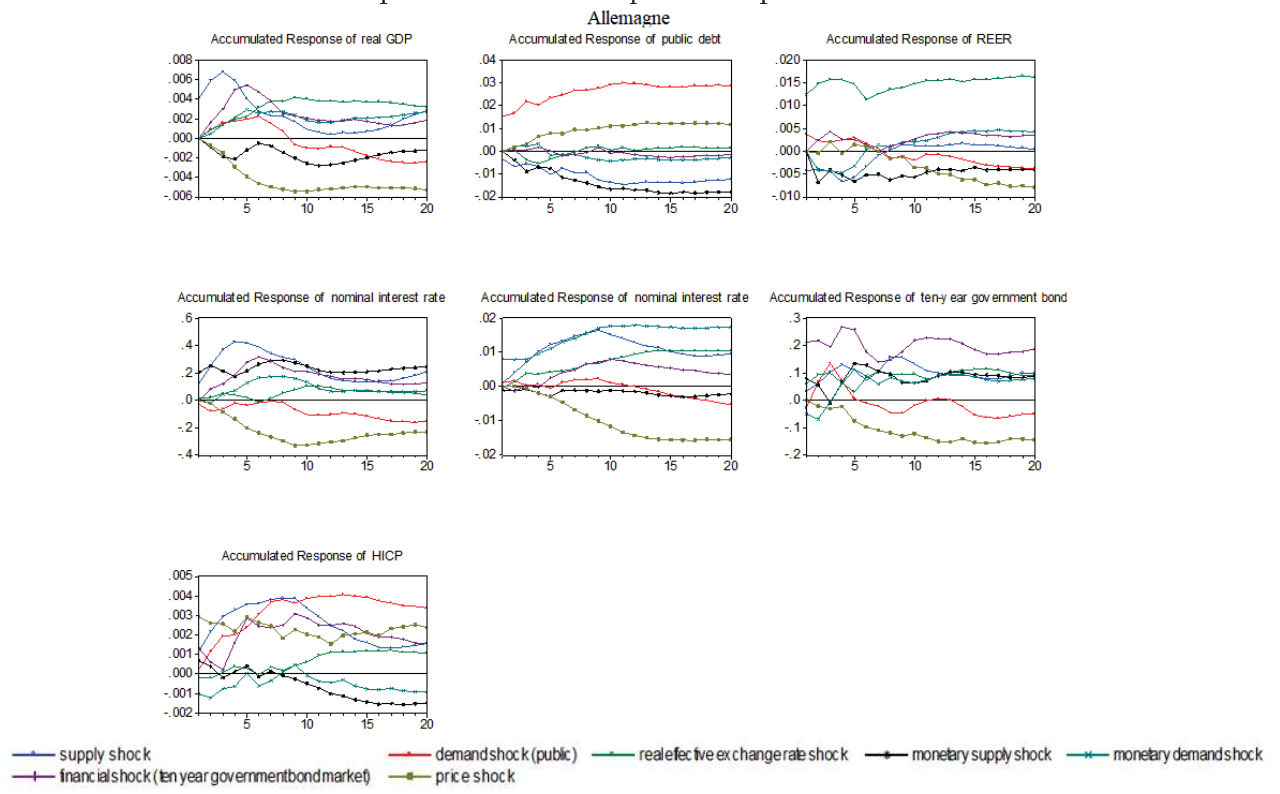 Allemagne
Accumulated Response of real GDP
Accumulated Response of public debt
Accumulated Response of REER
.008
.006
.004
.002
.000
-.002
-.004
-.006
5 10 15 20
.04
.03
.02
.01
.00
-.01
-.02
5 10 15 20
.020
.015
.010
.005
.000
-.005
-.010
5 10 15 20
Accumulated Response of nominal interest rate
Accumulated Response of nominal interest rate
Accumulated Response of ten-year government bond
.6
.4
.2
.0
-.2
-.4
5 10 15 20
.02
.01
.00
-.01
-.02
5 10 15 20
.3
.2
.1
.0
-.1
-.2
5 10 15 20
Accumulated Response of HICP
.005
.004
.003
.002
.001
.000
-.001
-.002
5 10 15 20
supply shock demand shock (public) real effective exchange rate shock monetary supply shock monetary demand shock
financial shock (ten year government bond market) price shock